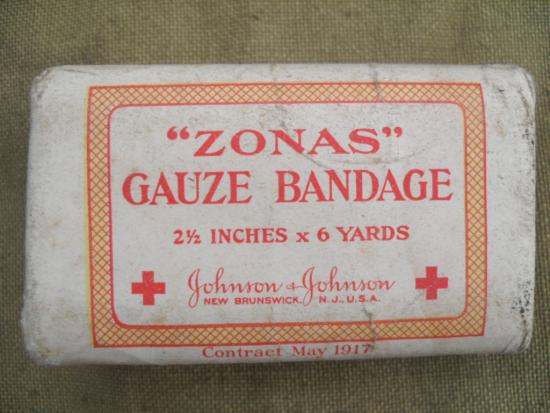 “ZONAS”
GAUZE BANDAGE
2½ INCHES x 6 YARDS
Johnson & Johnson
NEW BRUNSWICK, N.J., U.S.A.
Contract May 1917